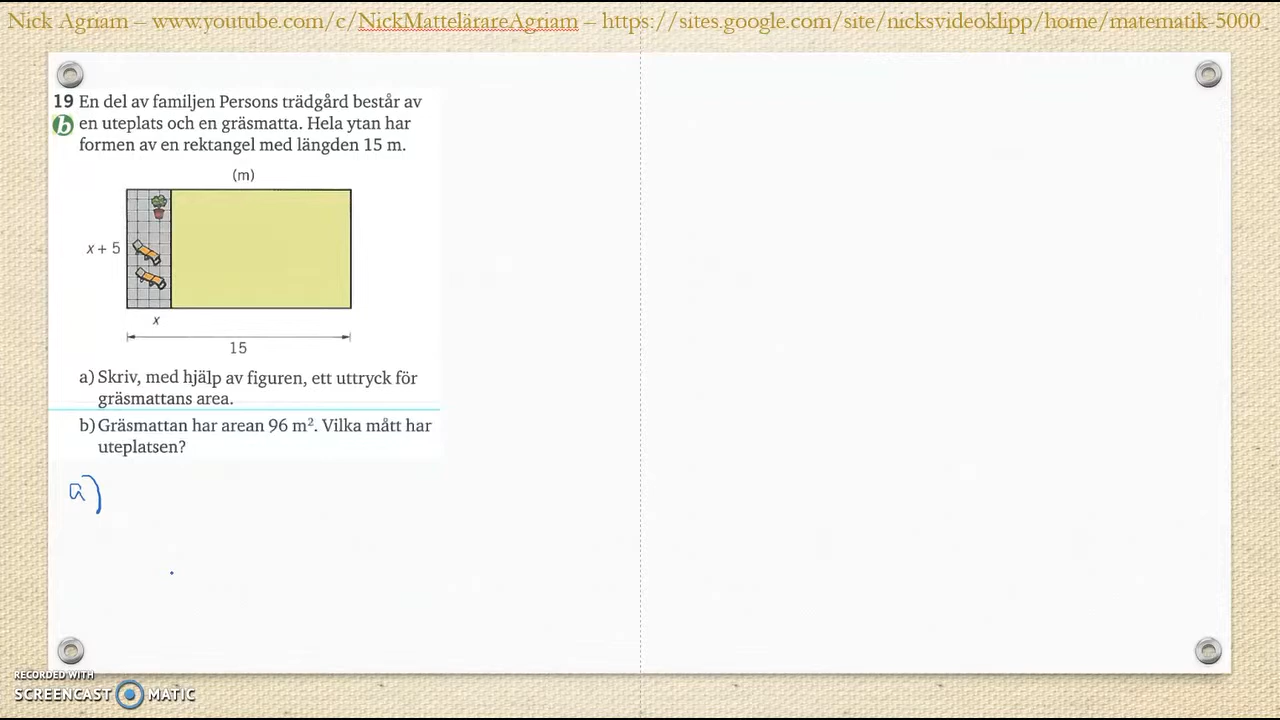 Nick Agriam – www.youtube.com/c/NickMattelärareAgriam – https://sites.google.com/site/nicksvideoklipp/home/matematik-5000
19 En del av familjen Persons trädgård består av
b en uteplats och en gräsmatta. Hela ytan har
formen av en rektangel med längden 15 m.
(m)
x + 5
x
15
a) Skriv, med hjälp av figuren, ett uttryck för
gräsmattans area.
b) Gräsmattan har arean 96 m². Vilka mått har
uteplatsen?
a)
RECORDED WITH
SCREENCAST MATIC